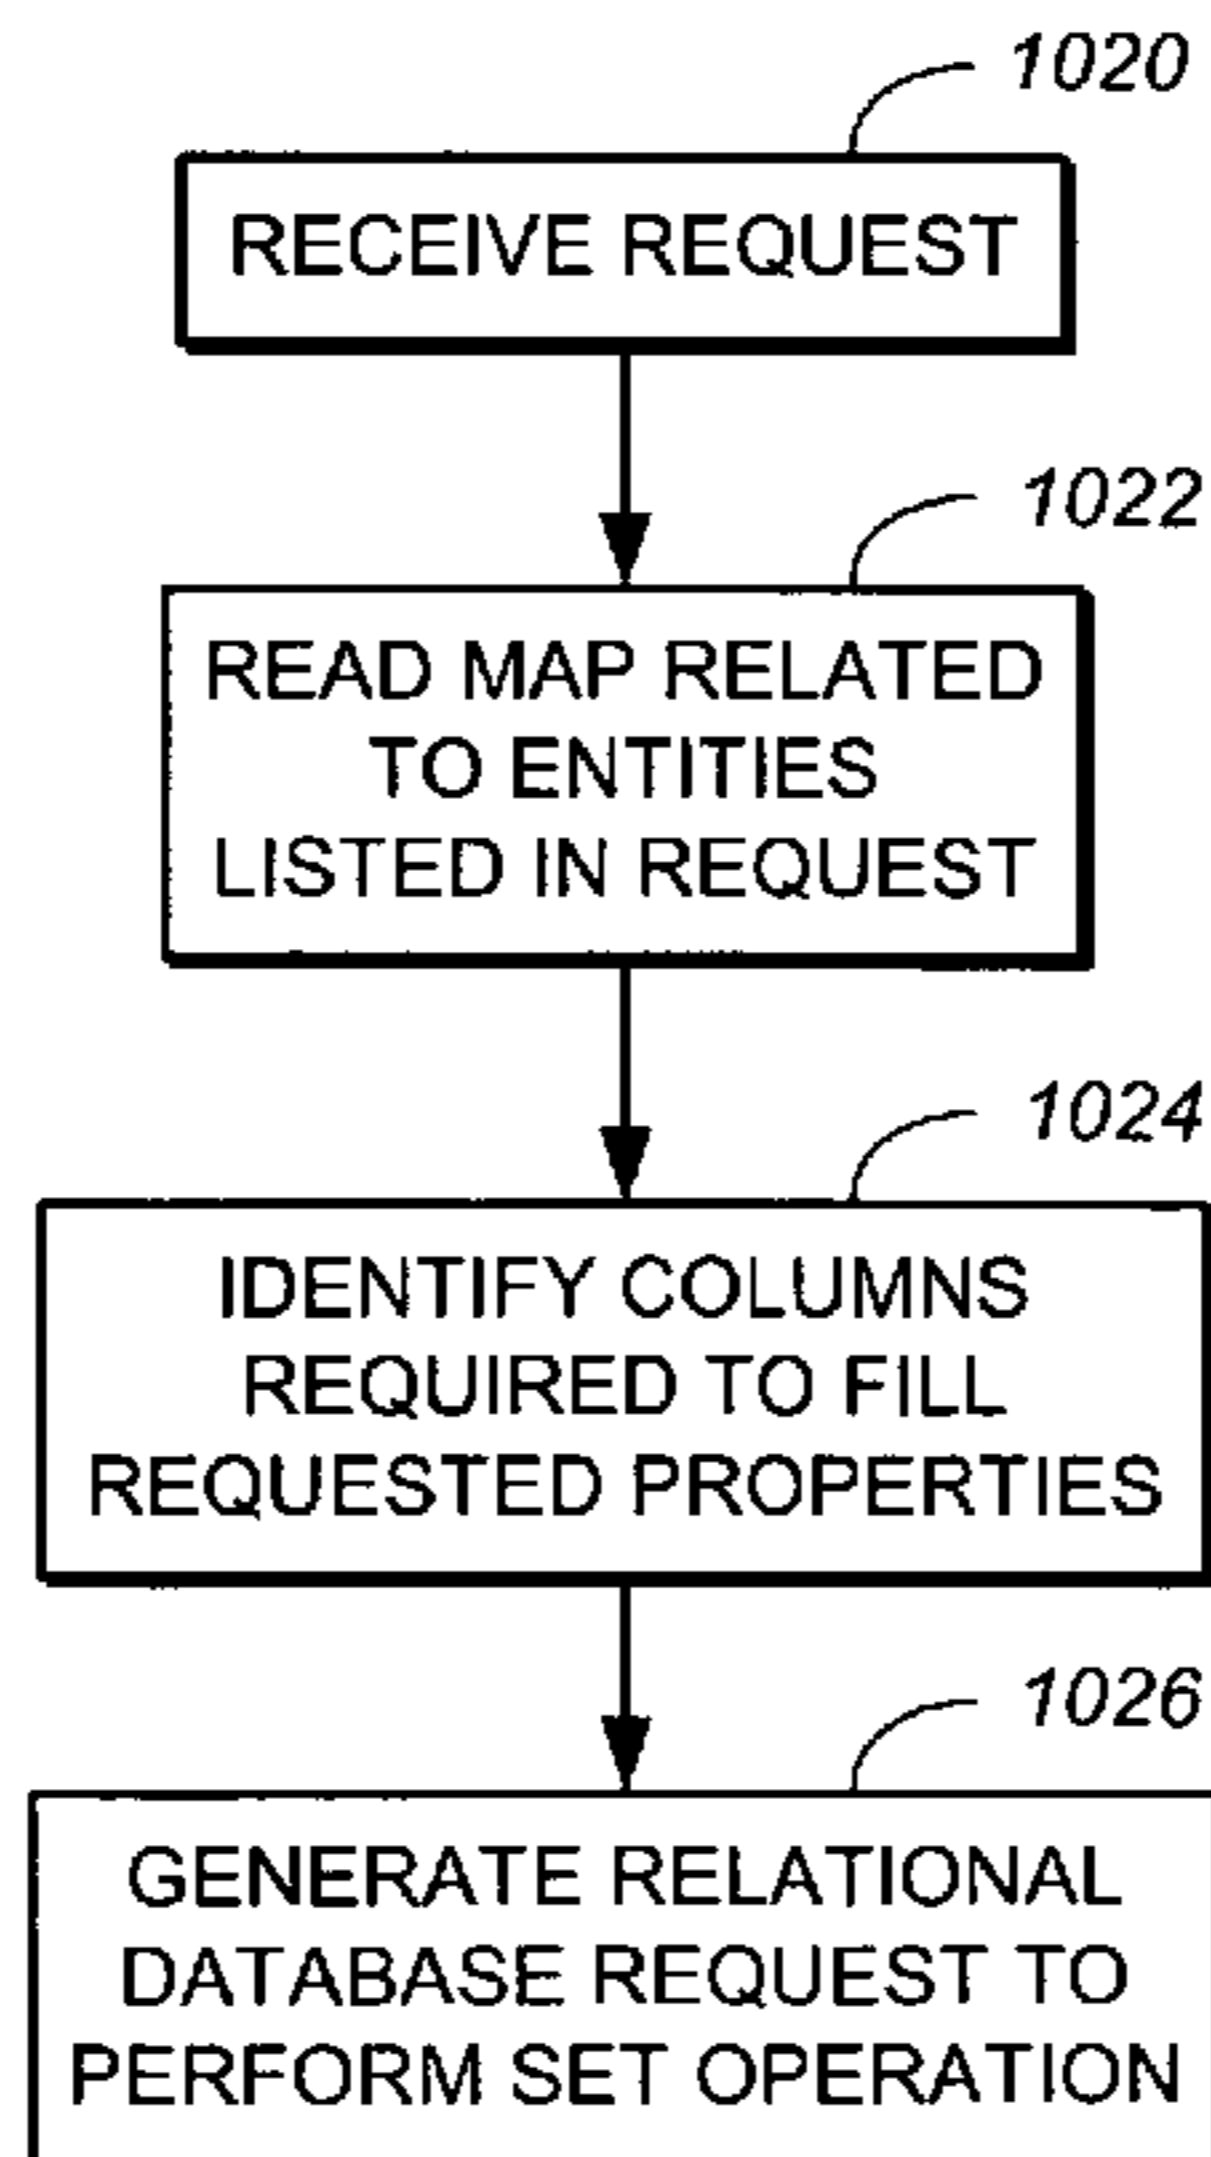 1020
RECEIVE REQUEST
1022
READ MAP RELATED
TO ENTITIES
LISTED IN REQUEST
1024
IDENTIFY COLUMNS
REQUIRED TO FILL
REQUESTED PROPERTIES
1026
GENERATE RELATIONAL
DATABASE REQUEST TO
PERFORM SET OPERATION